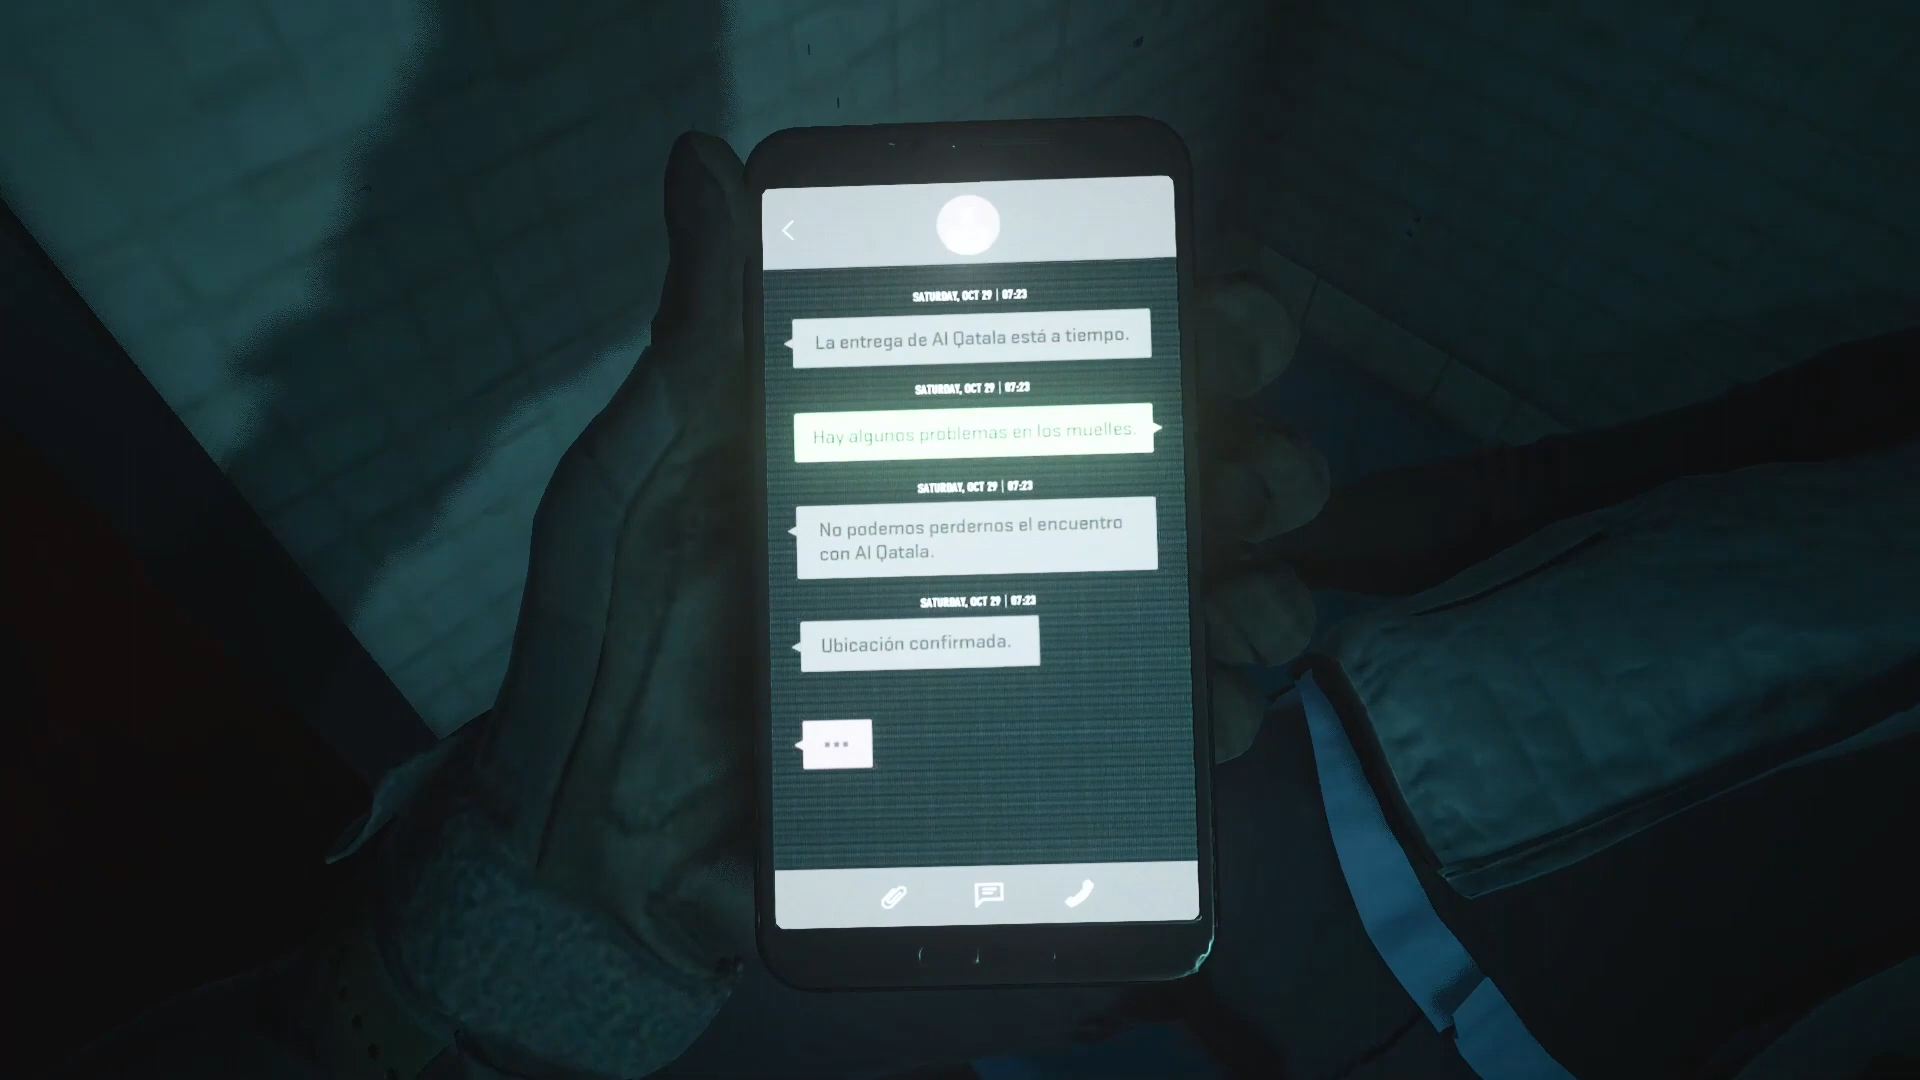 SATURDAY, OCT 29 | 07:23
La entrega de Al Qatala está a tiempo.
SATURDAY, OCT 29 | 07:23
Hay algunos problemas en los muelles.
SATURDAY, OCT 29 | 07:23
No podemos perdernos el encuentro
con Al Qatala.
SATURDAY, OCT 29 | 07:23
Ubicación confirmada.
...